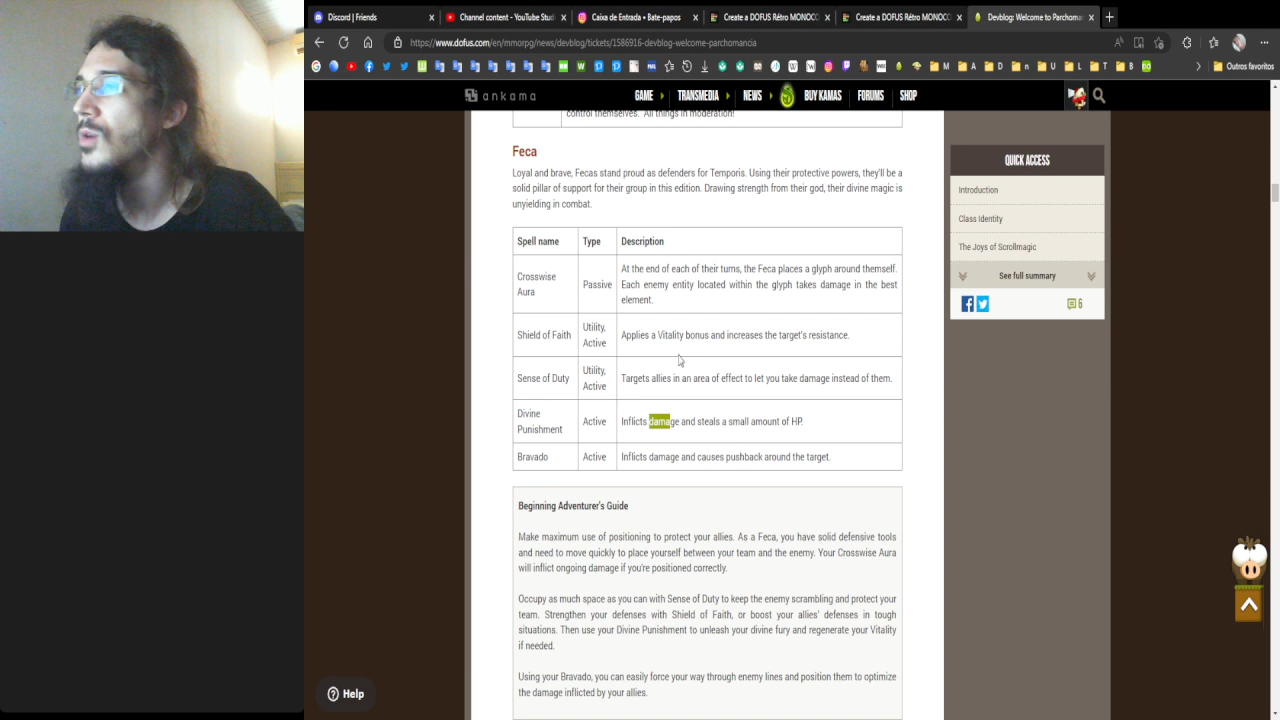 Discord | Friends
Channel content - YouTube Stud
Caixa de Entrada • Bate-papos
Create a DOFUS Rétro MONOCO
Create a DOFUS Rétro MONOCO
Devblog: Welcome to Parchoman
https://www.dofus.com/en/mmorpg/news/devblog/tickets/1586916-devblog-welcome-parchomancia
Outros favoritos
ankama
GAME
TRANSMEDIA
NEWS
BUY KAMAS
FORUMS
SHOP
control themselves. All things in moderation!
Feca
Loyal and brave, Fecas stand proud as defenders for Temporis. Using their protective powers, they'll be a
solid pillar of support for their group in this edition. Drawing strength from their god, their divine magic is
unyielding in combat.
Spell name Type Description
Crosswise
Aura
Passive
At the end of each of their turns, the Feca places a glyph around themself.
Each enemy entity located within the glyph takes damage in the best
element.
Shield of Faith
Utility,
Active
Applies a Vitality bonus and increases the target's resistance.
Sense of Duty
Utility,
Active
Targets allies in an area of effect to let you take damage instead of them.
Divine
Punishment
Active
Inflicts damage and steals a small amount of HP.
Bravado
Active
Inflicts damage and causes pushback around the target.
Beginning Adventurer's Guide
Make maximum use of positioning to protect your allies. As a Feca, you have solid defensive tools
and need to move quickly to place yourself between your team and the enemy. Your Crosswise Aura
will inflict ongoing damage if you're positioned correctly.
Occupy as much space as you can with Sense of Duty to keep the enemy scrambling and protect your
team. Strengthen your defenses with Shield of Faith, or boost your allies' defenses in tough
situations. Then use your Divine Punishment to unleash your divine fury and regenerate your Vitality
if needed.
Using your Bravado, you can easily force your way through enemy lines and position them to optimize
the damage inflicted by your allies.
QUICK ACCESS
Introduction
Class Identity
The Joys of Scrollmagic
See full summary
6
Help